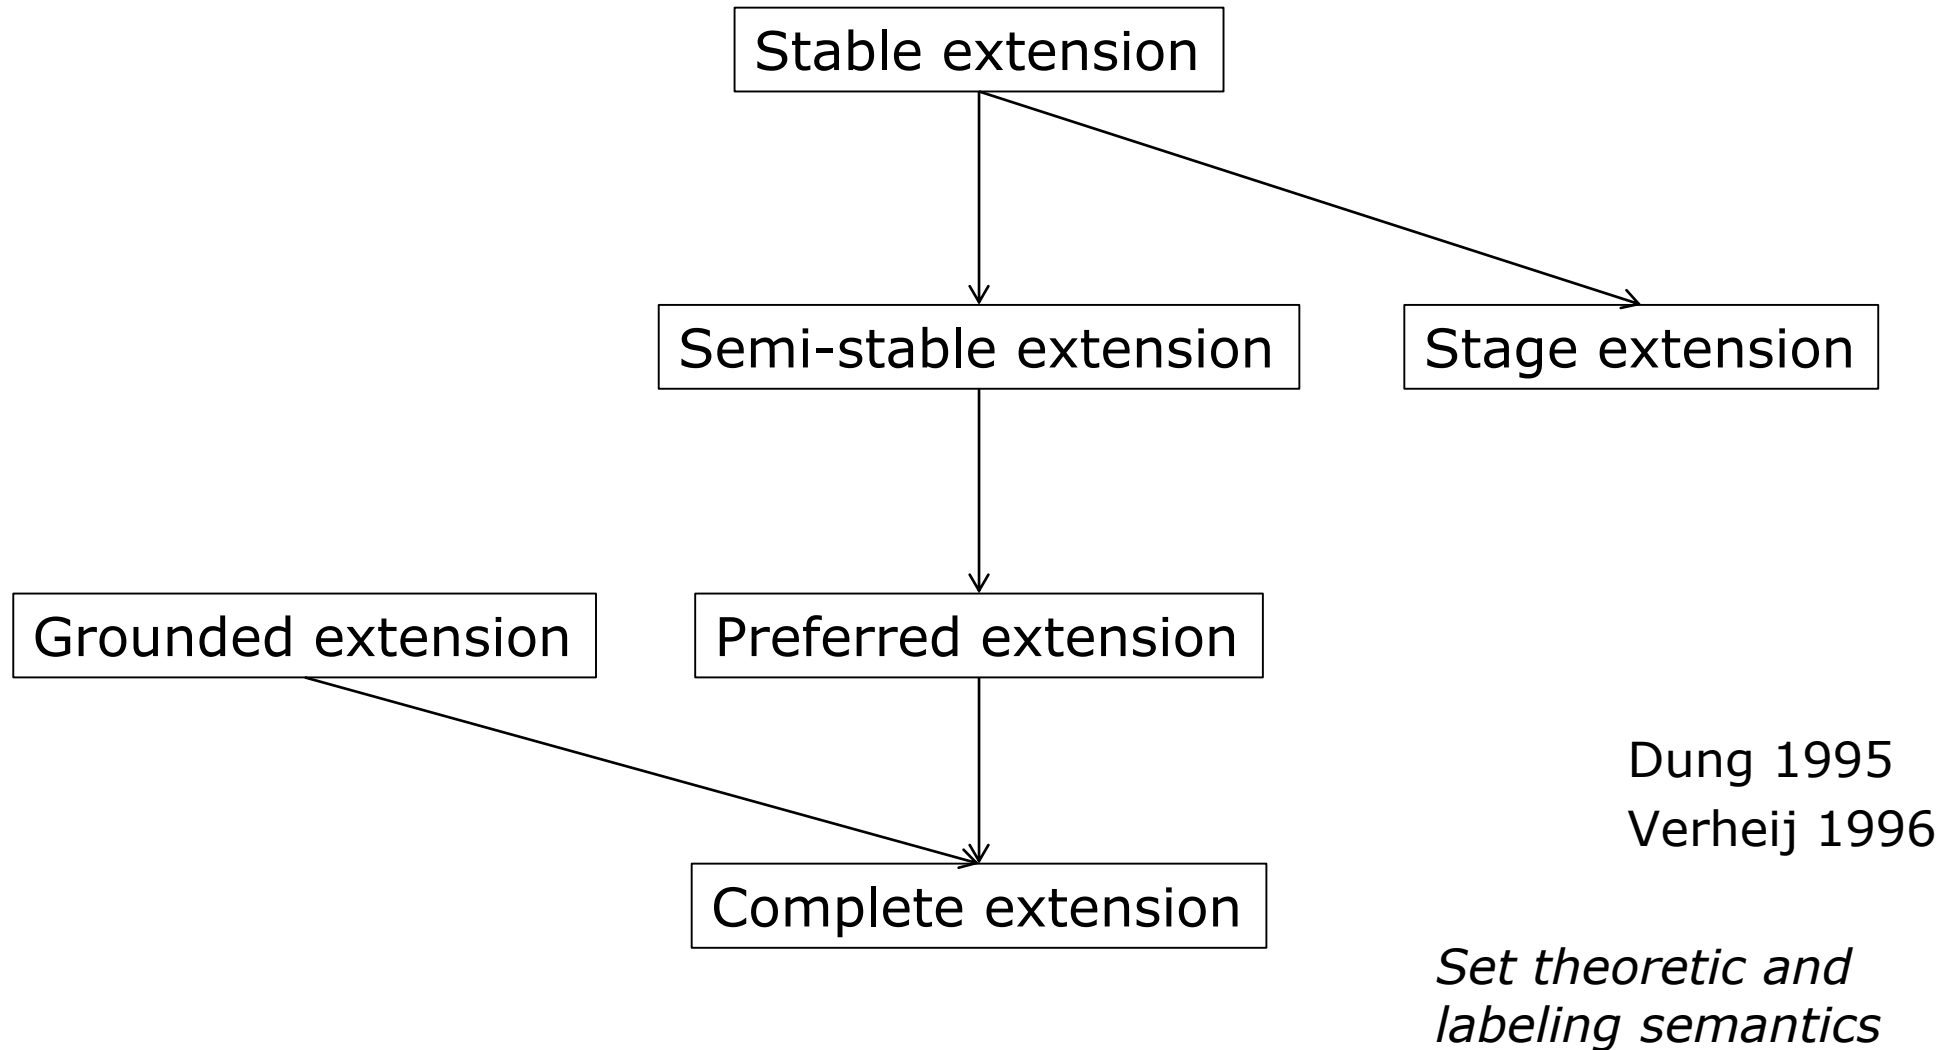 Stable extension
Semi-stable extension
Stage extension
Grounded extension
Preferred extension
Dung 1995
Verheij 1996
Complete extension
Set theoretic and
labeling semantics